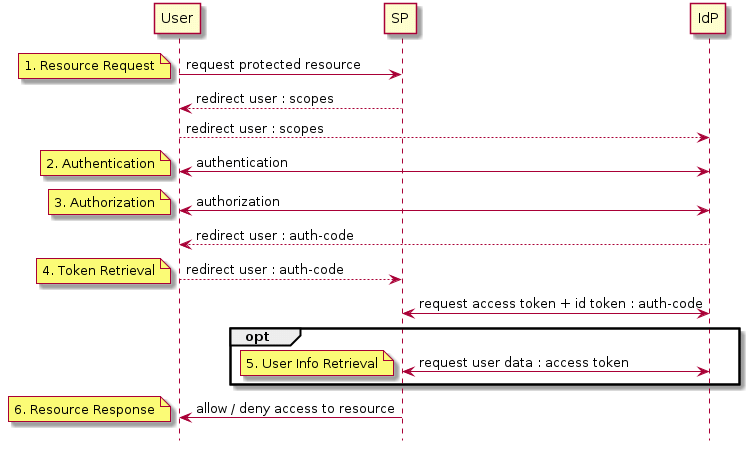 User SP IdP
1. Resource Request request protected resource
redirect user : scopes
redirect user : scopes
2. Authentication authentication
3. Authorization authorization
redirect user : auth-code
4. Token Retrieval redirect user : auth-code
request access token + id token : auth-code
opt
5. User Info Retrieval request user data : access token
6. Resource Response allow / deny access to resource